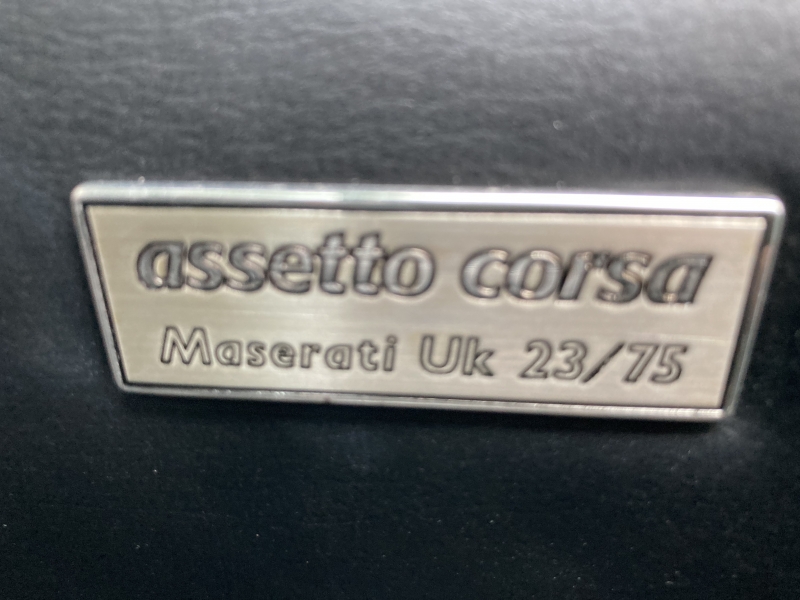 assetto corsa
Maserati Uk 23/75